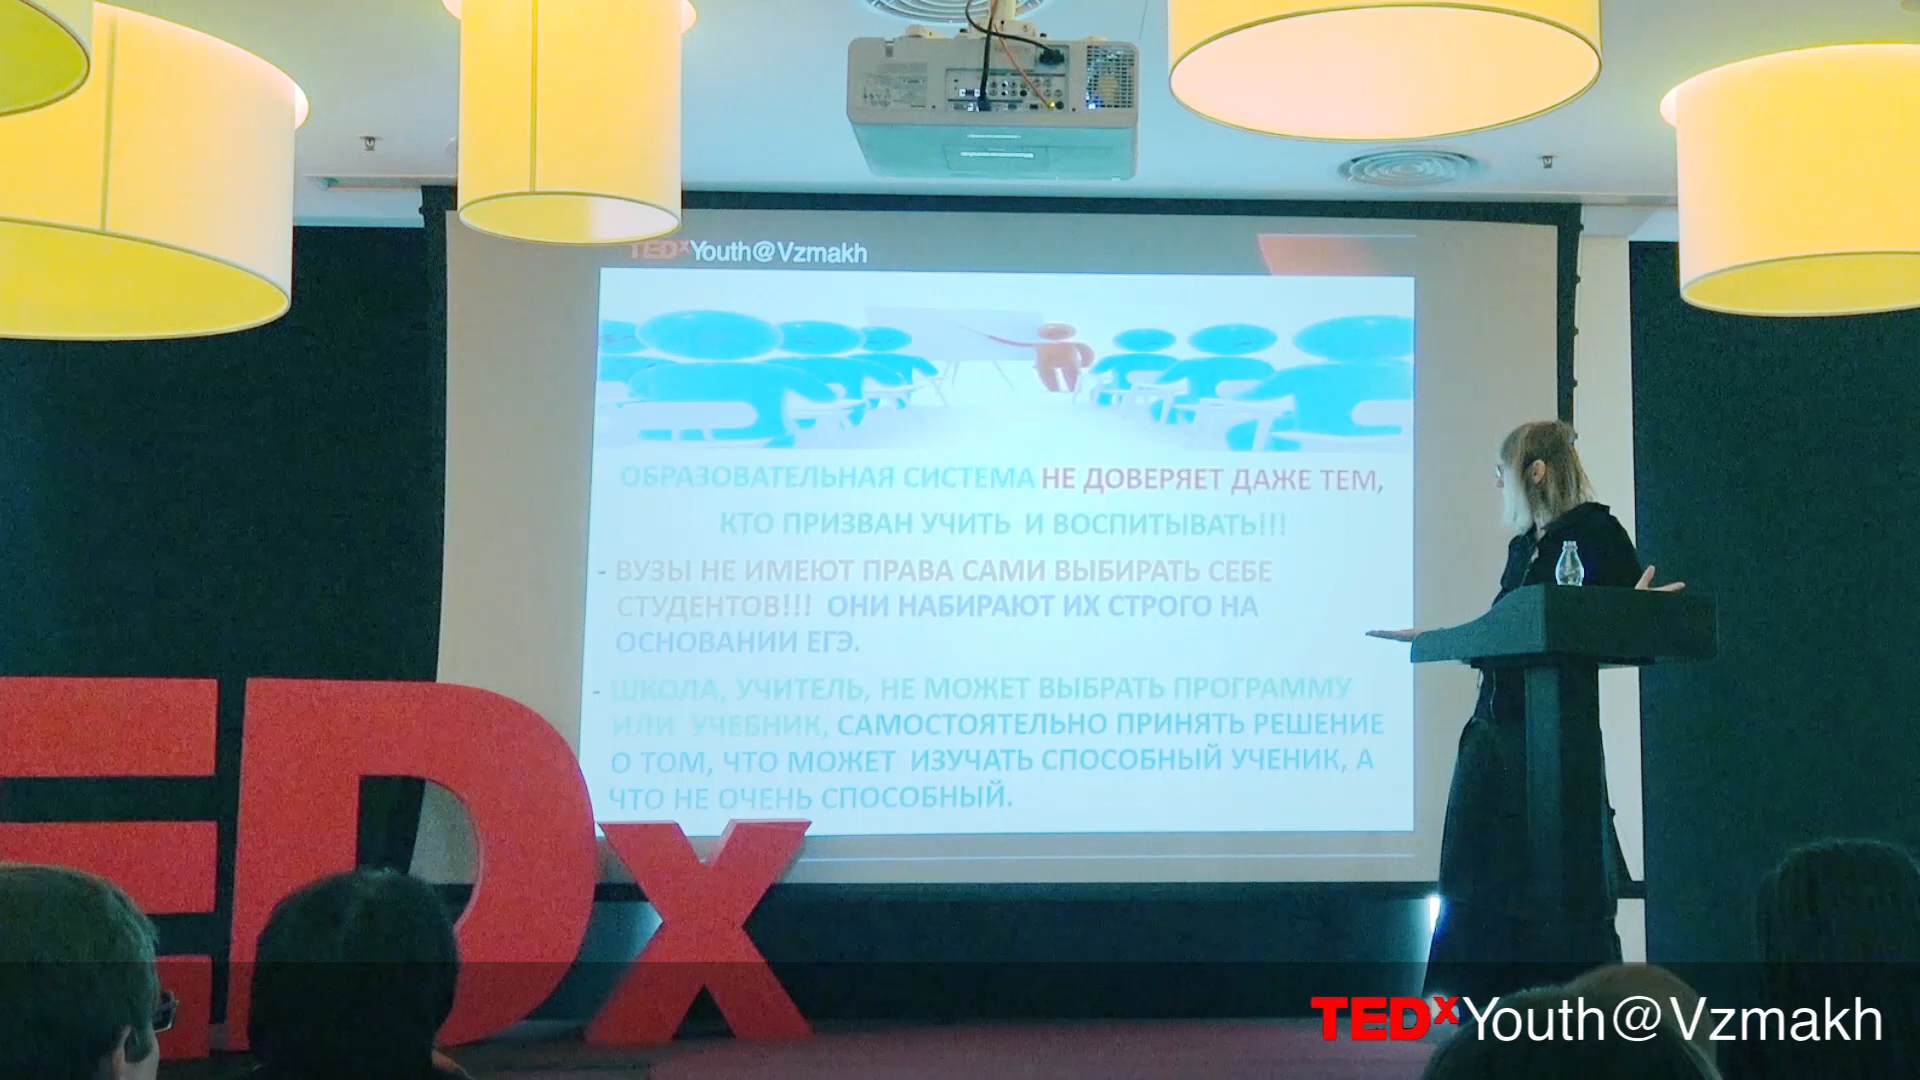 TEDxYouth@Vzmakh
ОБРАЗОВАТЕЛЬНАЯ СИСТЕМА НЕ ДОВЕРЯЕТ ДАЖЕ ТЕМ,
КТО ПРИЗВАН УЧИТЬ И ВОСПИТЫВАТЬ!!!
- ВУЗЫ НЕ ИМЕЮТ ПРАВА САМИ ВЫБИРАТЬ СЕБЕ
СТУДЕНТОВ!!! ОНИ НАБИРАЮТ ИХ СТРОГО НА
ОСНОВАНИИ ЕГЭ.
- ШКОЛА, УЧИТЕЛЬ, НЕ МОЖЕТ ВЫБРАТЬ ПРОГРАММУ
ИЛИ УЧЕБНИК, САМОСТОЯТЕЛЬНО ПРИНЯТЬ РЕШЕНИЕ
О ТОМ, ЧТО МОЖЕТ ИЗУЧАТЬ СПОСОБНЫЙ УЧЕНИК, А
ЧТО НЕ ОЧЕНЬ СПОСОБНЫЙ.
EDx
TEDxYouth@Vzmakh